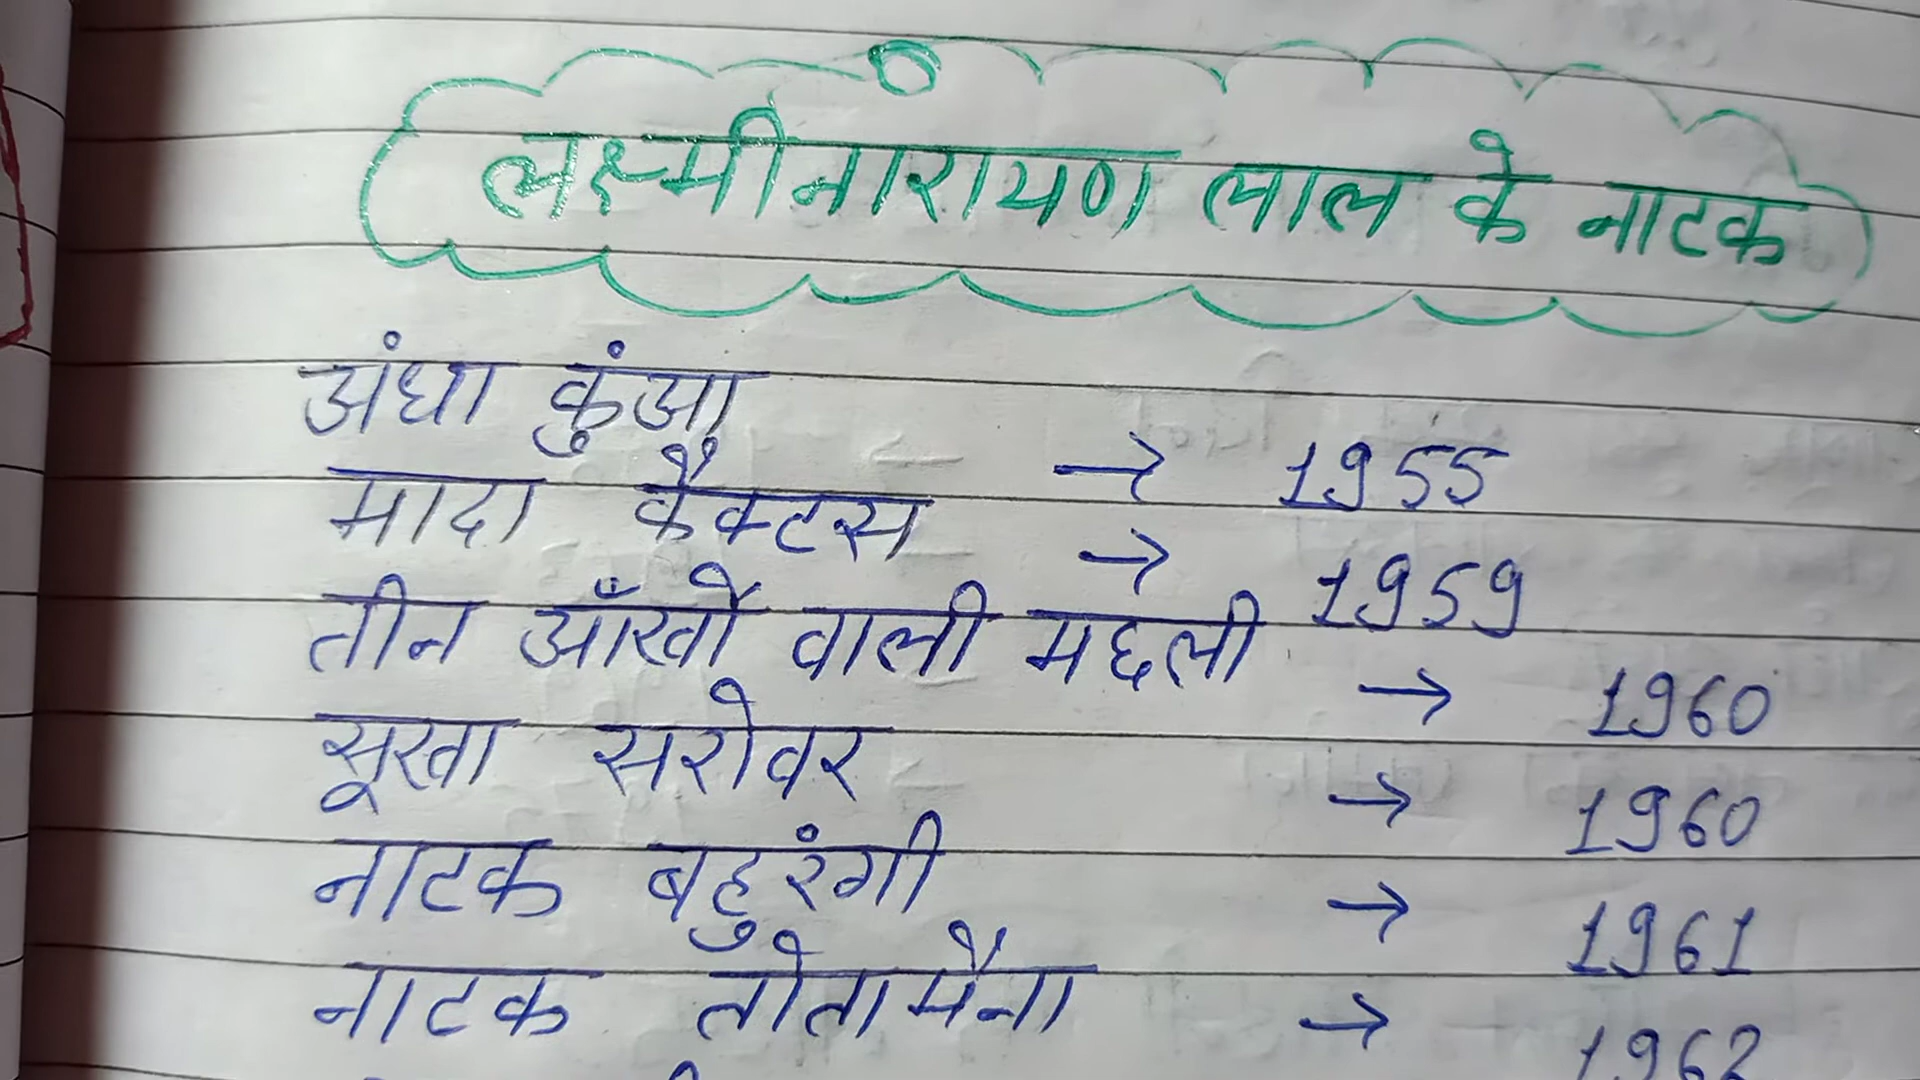 लक्ष्मीनारायण लाल के नाटक
अंधा कुंआ → 1955
मादा कैक्टस → 1959
तीन आँखों वाली मछली → 1960
सूखा सरोवर → 1960
नाटक बहुरंगी → 1961
नाटक तोतामैना → 1962